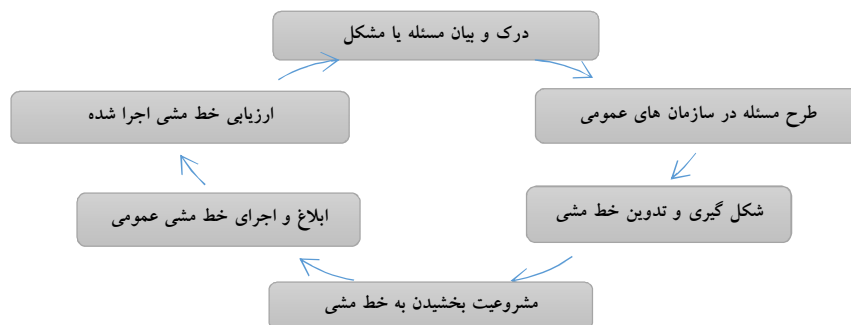 درک و بیان مسئله یا مشکل
طرح مسئله در سازمان های عمومی
شکل گیری و تدوین خط مشی
مشروعیت بخشیدن به خط مشی
ابلاغ و اجرای خط مشی عمومی
ارزیابی خط مشی اجرا شده